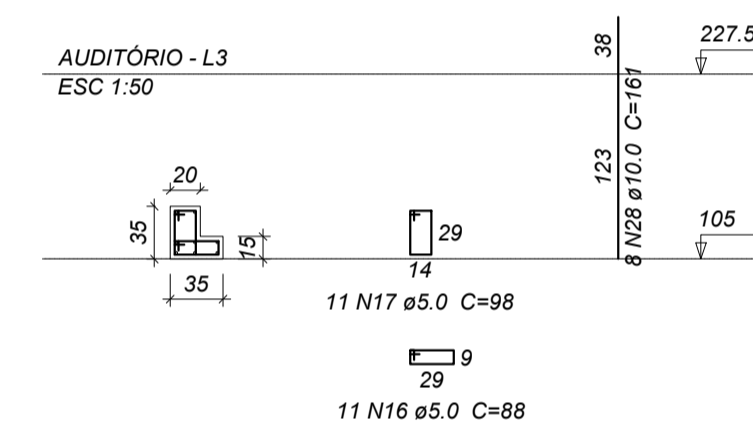 AUDITÓRIO - L3
ESC 1:50
38
227.5
8 N28 ø10.0 C=161
123
20
35
15
35
29
14
11 N17 ø5.0 C=98
105
9
29
11 N16 ø5.0 C=88